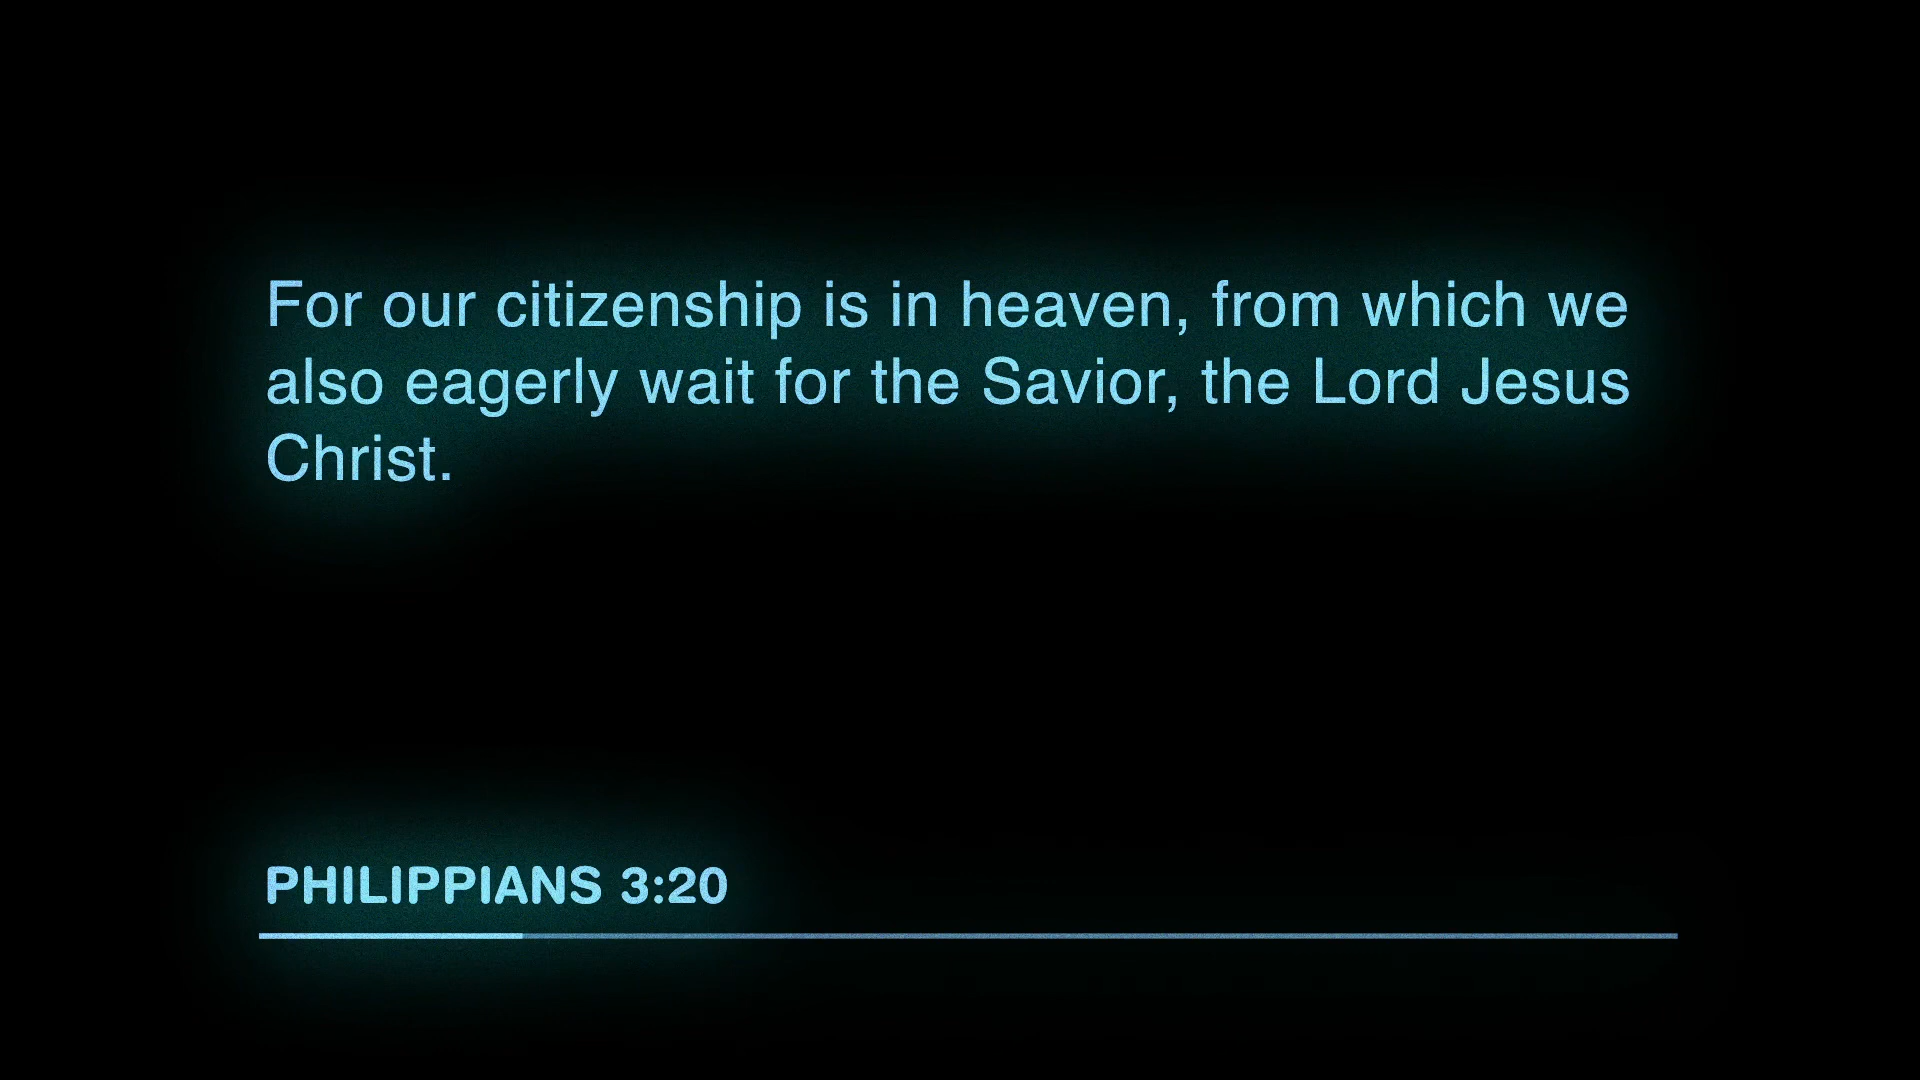 For our citizenship is in heaven, from which we
also eagerly wait for the Savior, the Lord Jesus
Christ.
PHILIPPIANS 3:20